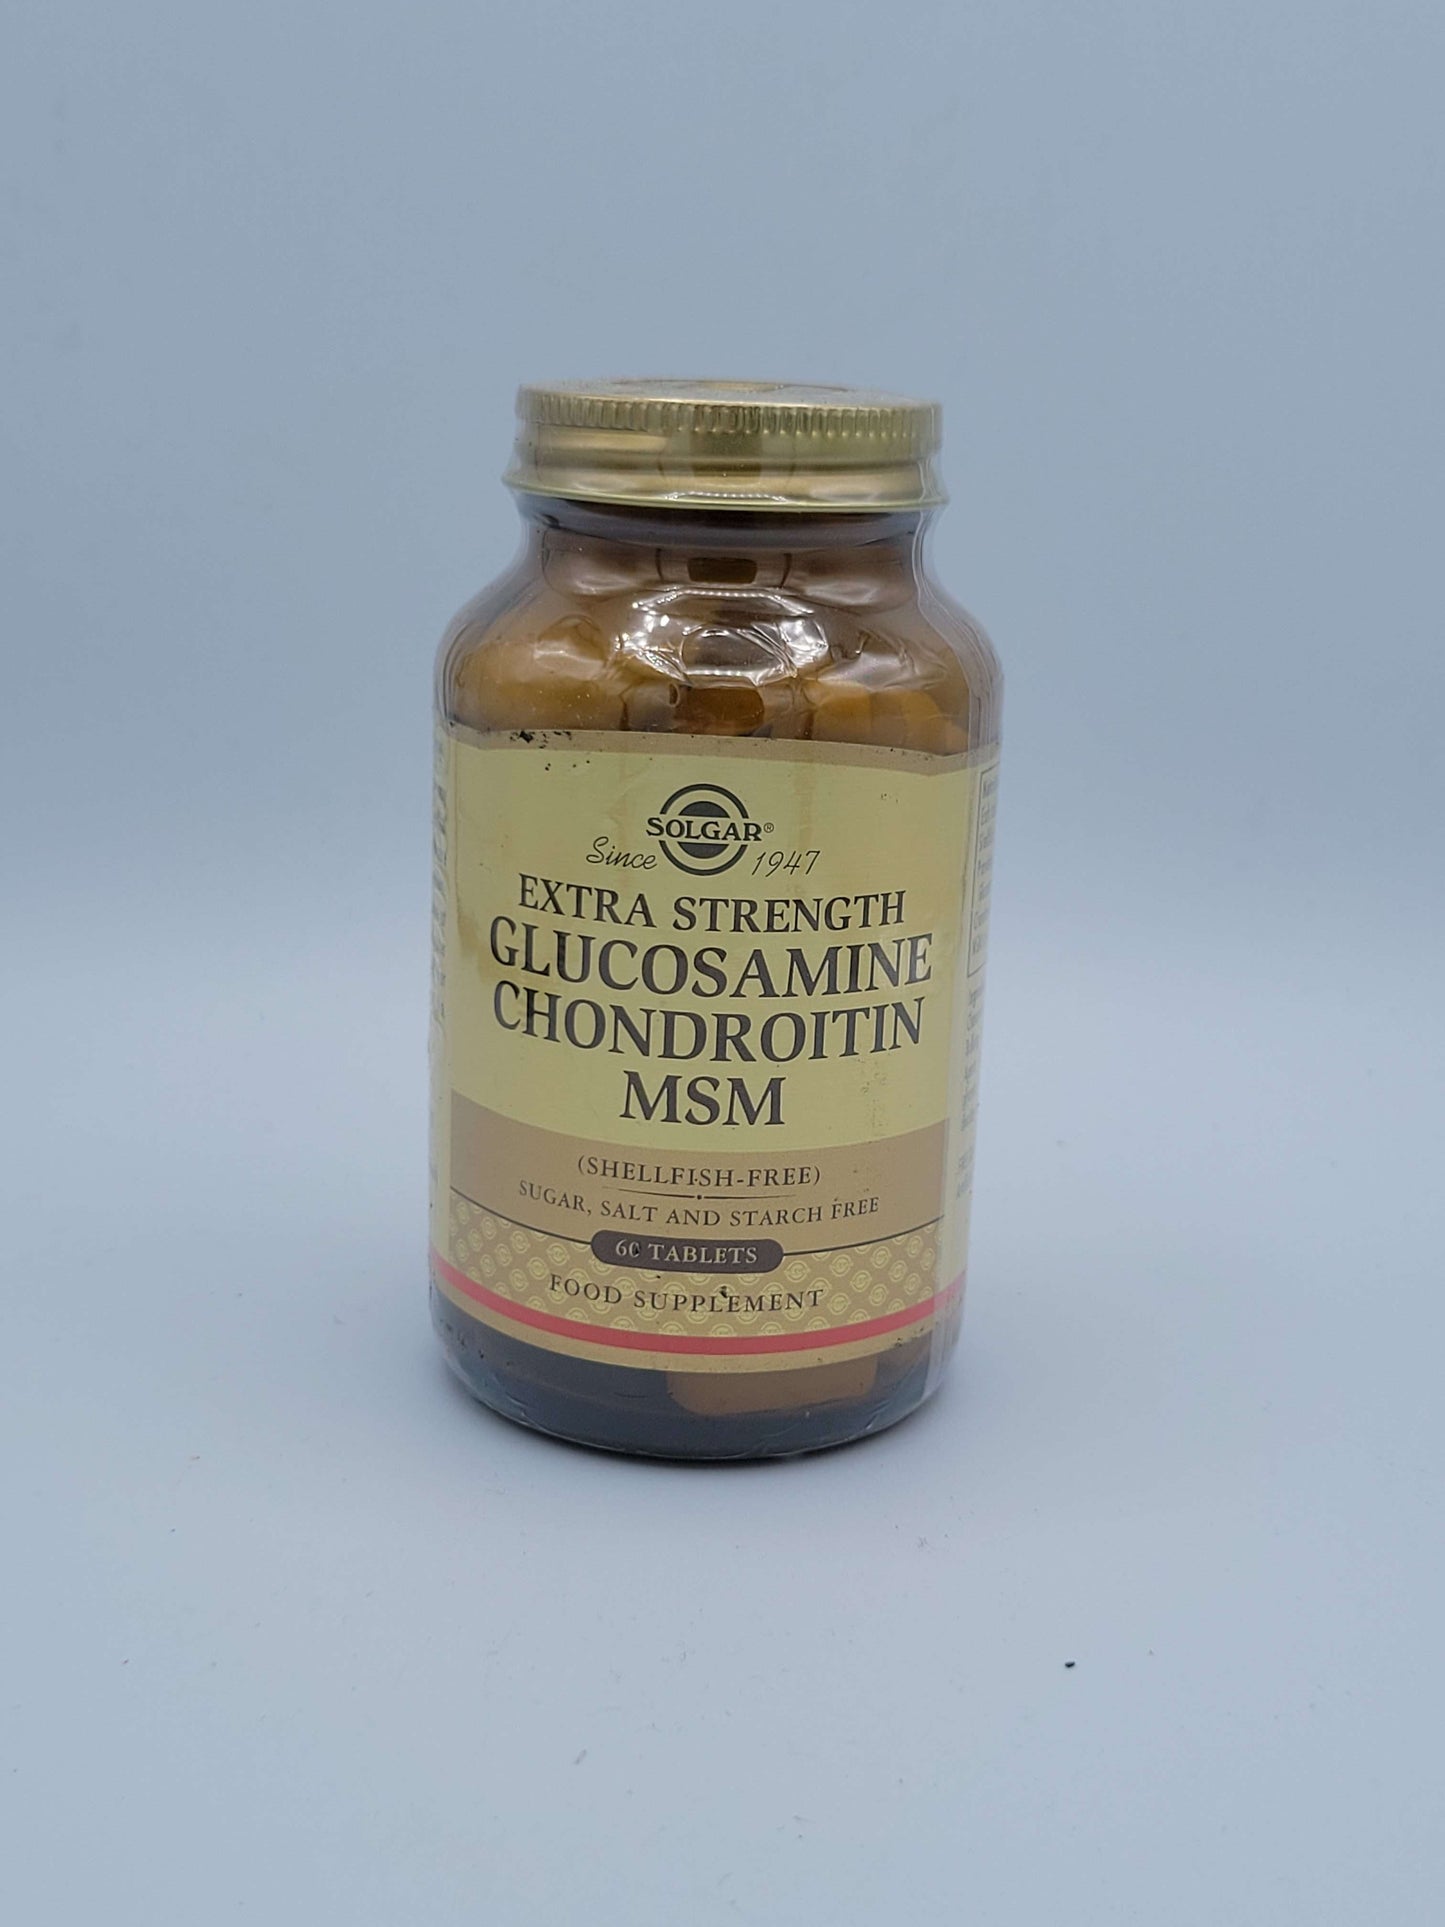 SOLGAR®
Since 1947
EXTRA STRENGTH
GLUCOSAMINE
CHONDROITIN
MSM
(SHELLFISH-FREE)
SUGAR, SALT AND STARCH FREE
60 TABLETS
FOOD SUPPLEMENT